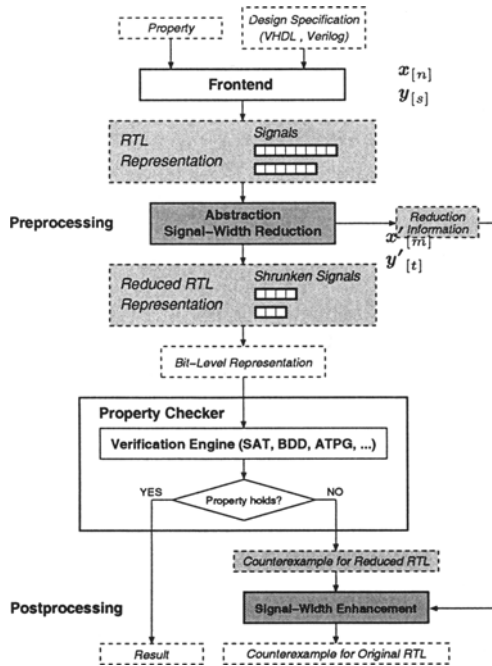 Property
Design Specification
(VHDL , Verilog)
Frontend
x[n]
y[s]
RTL
Representation
Signals
Preprocessing
Abstraction
Signal-Width Reduction
Reduction
Information
x'[m]
y'[t]
Reduced RTL
Representation
Shrunken Signals
Bit-Level Representation
Property Checker
Verification Engine (SAT, BDD, ATPG, ...)
YES
Property holds?
NO
Counterexample for Reduced RTL
Postprocessing
Signal-Width Enhancement
Result
Counterexample for Original RTL